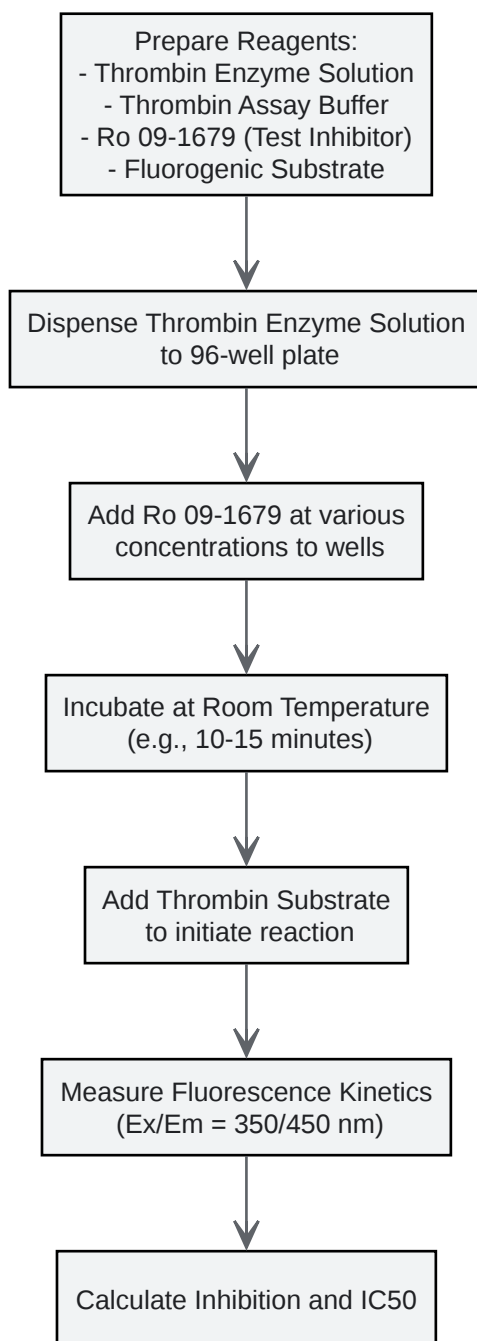 Prepare Reagents:
- Thrombin Enzyme Solution
- Thrombin Assay Buffer
- Ro 09-1679 (Test Inhibitor)
- Fluorogenic Substrate
Dispense Thrombin Enzyme Solution
to 96-well plate
Add Ro 09-1679 at various
concentrations to wells
Incubate at Room Temperature
(e.g., 10-15 minutes)
Add Thrombin Substrate
to initiate reaction
Measure Fluorescence Kinetics
(Ex/Em = 350/450 nm)
Calculate Inhibition and IC50